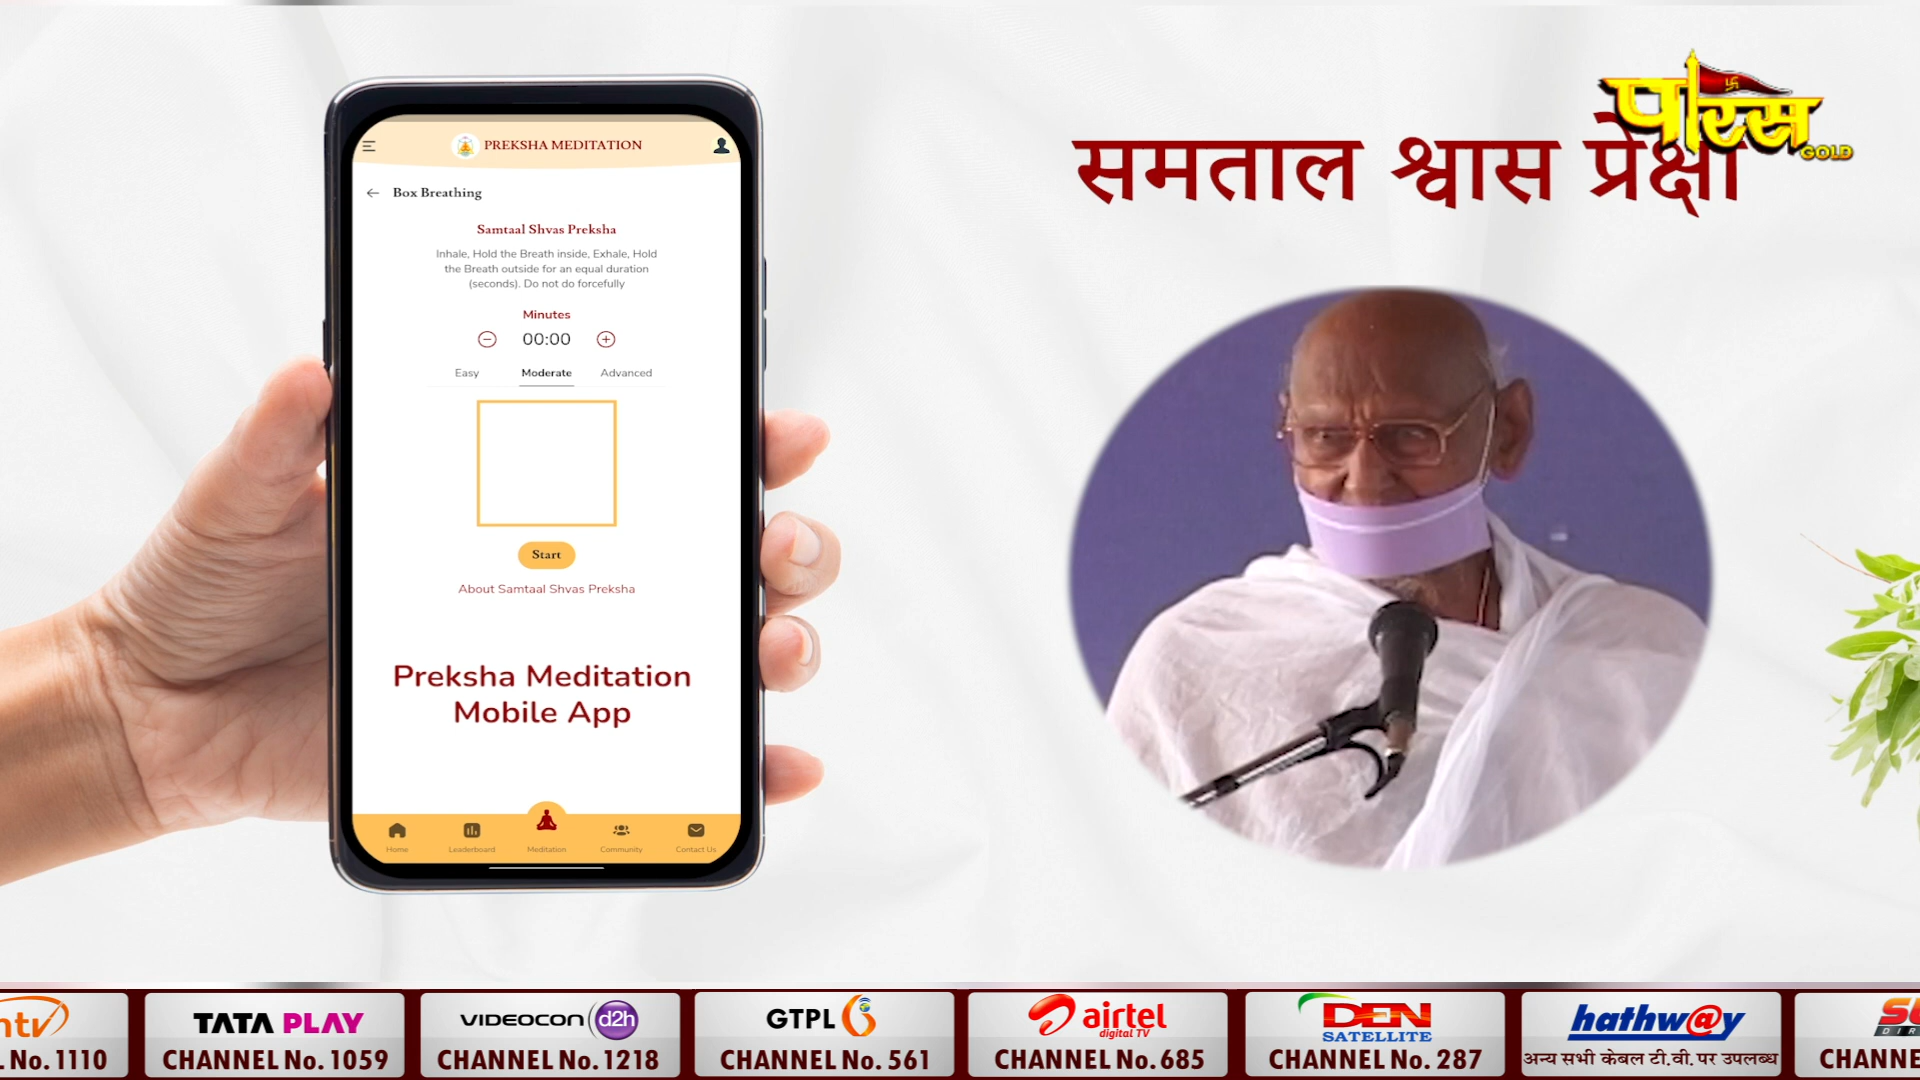 PREKSHA MEDITATION
Box Breathing
Samtaal Shvas Preksha
Inhale, Hold the Breath inside, Exhale, Hold
the Breath outside for an equal duration
(seconds). Do not do forcefully
Minutes
00:00
Easy Moderate Advanced
Start
About Samtaal Shvas Preksha
Preksha Meditation
Mobile App
Home Leaderboard Meditation Community Contact Us
पारस
GOLD
समताल श्वास प्रेक्षा
No. 1110
TATA PLAY
CHANNEL No. 1059
VIDEOCON d2h
CHANNEL No. 1218
GTPL
CHANNEL No. 561
airtel
digital TV
CHANNEL No. 685
DEN
SATELLITE
CHANNEL No. 287
hathw@y
अन्य सभी केबल टी.वी. पर उपलब्ध